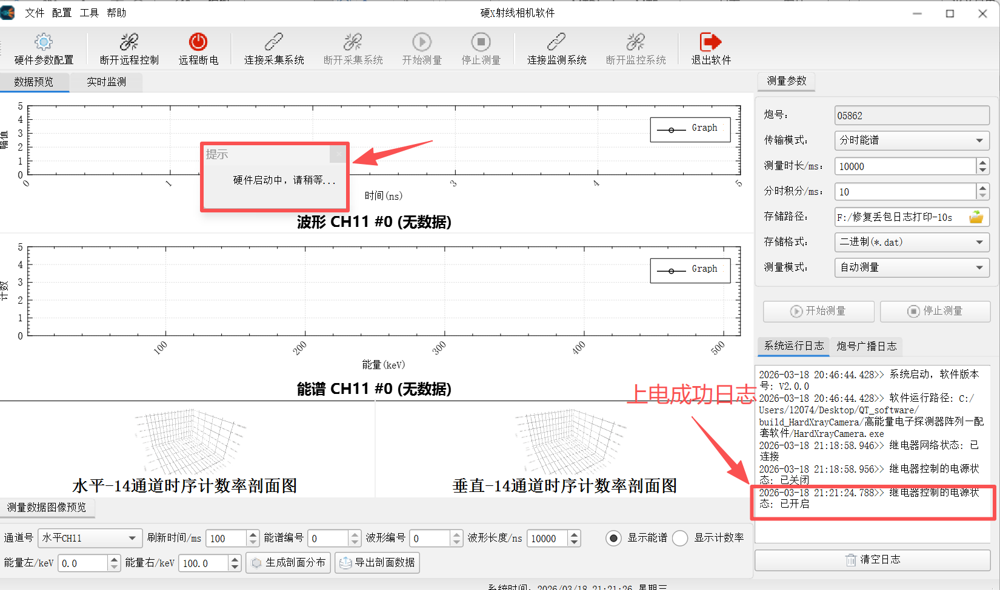 文件 配置 工具 帮助
硬X射线相机软件
硬件参数配置 断开远程控制 远程断电 连接采集系统 断开采集系统 开始测量 停止测量 连接监测系统 断开监控系统 退出软件
数据预览 实时监测
5
4
3
2
1
0
幅值
0 1 3 4 5
时间(ns)
Graph
提示
硬件启动中，请稍等...
波形 CH11 #0 (无数据)
5
4
3
2
1
0
计数
100 200 300 400 500
能量(keV)
Graph
能谱 CH11 #0 (无数据)
水平-14通道时序计数率剖面图
垂直-14通道时序计数率剖面图
测量数据图像预览
通道号 水平CH11 刷新时间/ms 100 能谱编号 0 波形编号 0 波形长度/ns 10000 显示能谱 显示计数率
能量左/keV 0.0 能量右/keV 100.0 生成剖面分布 导出剖面数据
测量参数
炮号： 05862
传输模式： 分时能谱
测量时长/ms： 10000
分时积分/ms： 10
存储路径： F:/修复丢包日志打印-10s
存储格式： 二进制(*.dat)
测量模式： 自动测量
开始测量 停止测量
系统运行日志 炮号广播日志
上电成功日志
2026-03-18 20:46:44.428>> 系统启动，软件版本
号: V2.0.0
2026-03-18 20:46:44.428>> 软件运行路径: C:/
Users/12074/Desktop/QT_software/
build_HardXrayCamera/高能量电子探测器阵列一配
套软件/HardXrayCamera.exe
2026-03-18 21:18:58.946>> 继电器网络状态: 已
连接
2026-03-18 21:18:58.956>> 继电器控制的电源状
态: 已关闭
2026-03-18 21:21:24.788>> 继电器控制的电源状
态: 已开启
清空日志
系统时间: 2026/03/18 21:21:26 星期三